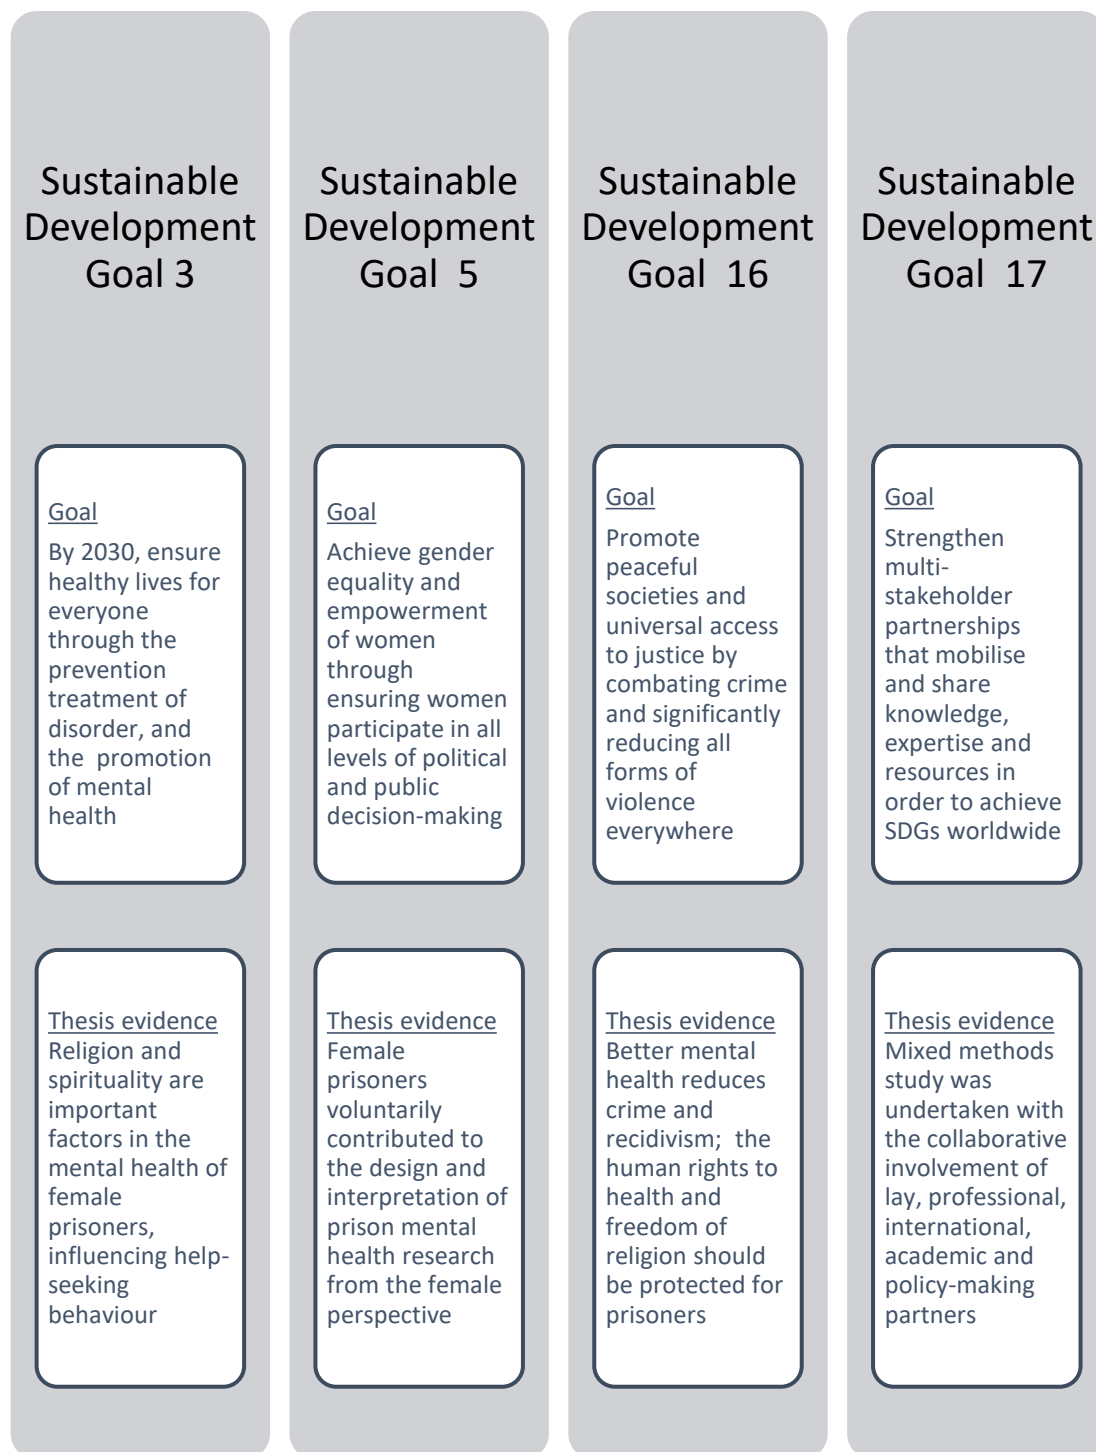 Sustainable
Development
Goal 3
Goal
By 2030, ensure
healthy lives for
everyone
through the
prevention
treatment of
disorder, and
the  promotion
of mental
health
Thesis evidence
Religion and
spirituality are
important
factors in the
mental health of
female
prisoners,
influencing help-
seeking
behaviour
Sustainable
Development
Goal  5
Goal
Achieve gender
equality and
empowerment
of women
through
ensuring women
participate in all
levels of political
and public
decision-making
Thesis evidence
Female
prisoners
voluntarily
contributed to
the design and
interpretation of
prison mental
health research
from the female
perspective
Sustainable
Development
Goal  16
Goal
Promote
peaceful
societies and
universal access
to justice by
combating crime
and significantly
reducing all
forms of
violence
everywhere
Thesis evidence
Better mental
health reduces
crime and
recidivism;  the
human rights to
health and
freedom of
religion should
be protected for
prisoners
Sustainable
Development
Goal  17
Goal
Strengthen
multi-
stakeholder
partnerships
that mobilise
and share
knowledge,
expertise and
resources in
order to achieve
SDGs worldwide
Thesis evidence
Mixed methods
study was
undertaken with
the collaborative
involvement of
lay, professional,
international,
academic and
policy-making
partners